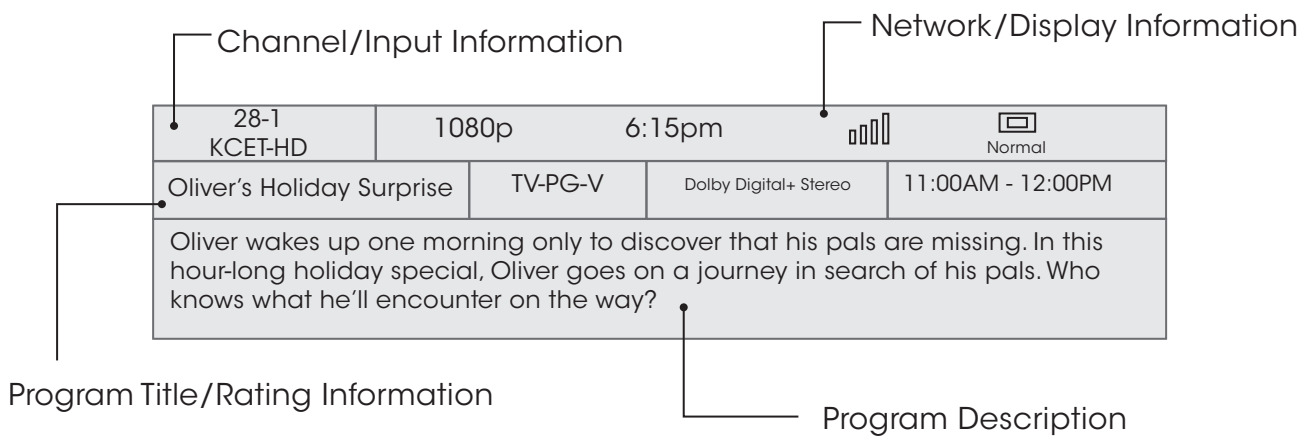 Channel/Input Information
Network/Display Information
28-1
KCET-HD
1080p
6:15pm
Normal
Oliver's Holiday Surprise
TV-PG-V
Dolby Digital+ Stereo
11:00AM - 12:00PM
Oliver wakes up one morning only to discover that his pals are missing. In this
hour-long holiday special, Oliver goes on a journey in search of his pals. Who
knows what he'll encounter on the way?
Program Title/Rating Information
Program Description